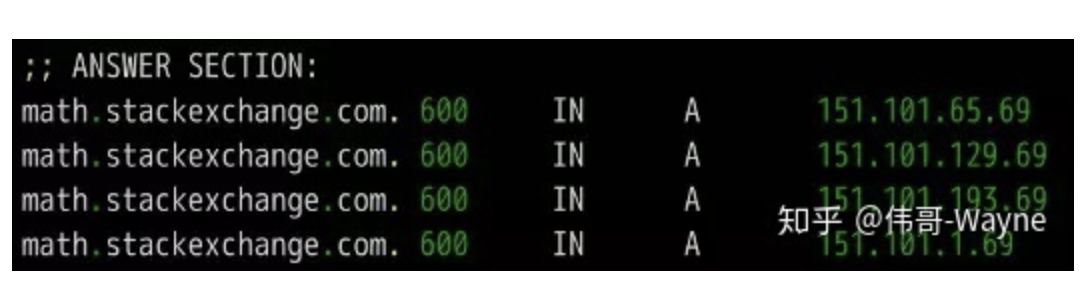 ;; ANSWER SECTION:
math.stackexchange.com. 600 IN A 151.101.65.69
math.stackexchange.com. 600 IN A 151.101.129.69
math.stackexchange.com. 600 IN A 151.101.193.69
math.stackexchange.com. 600 IN A 151.101.1.69
知乎 @伟哥-Wayne